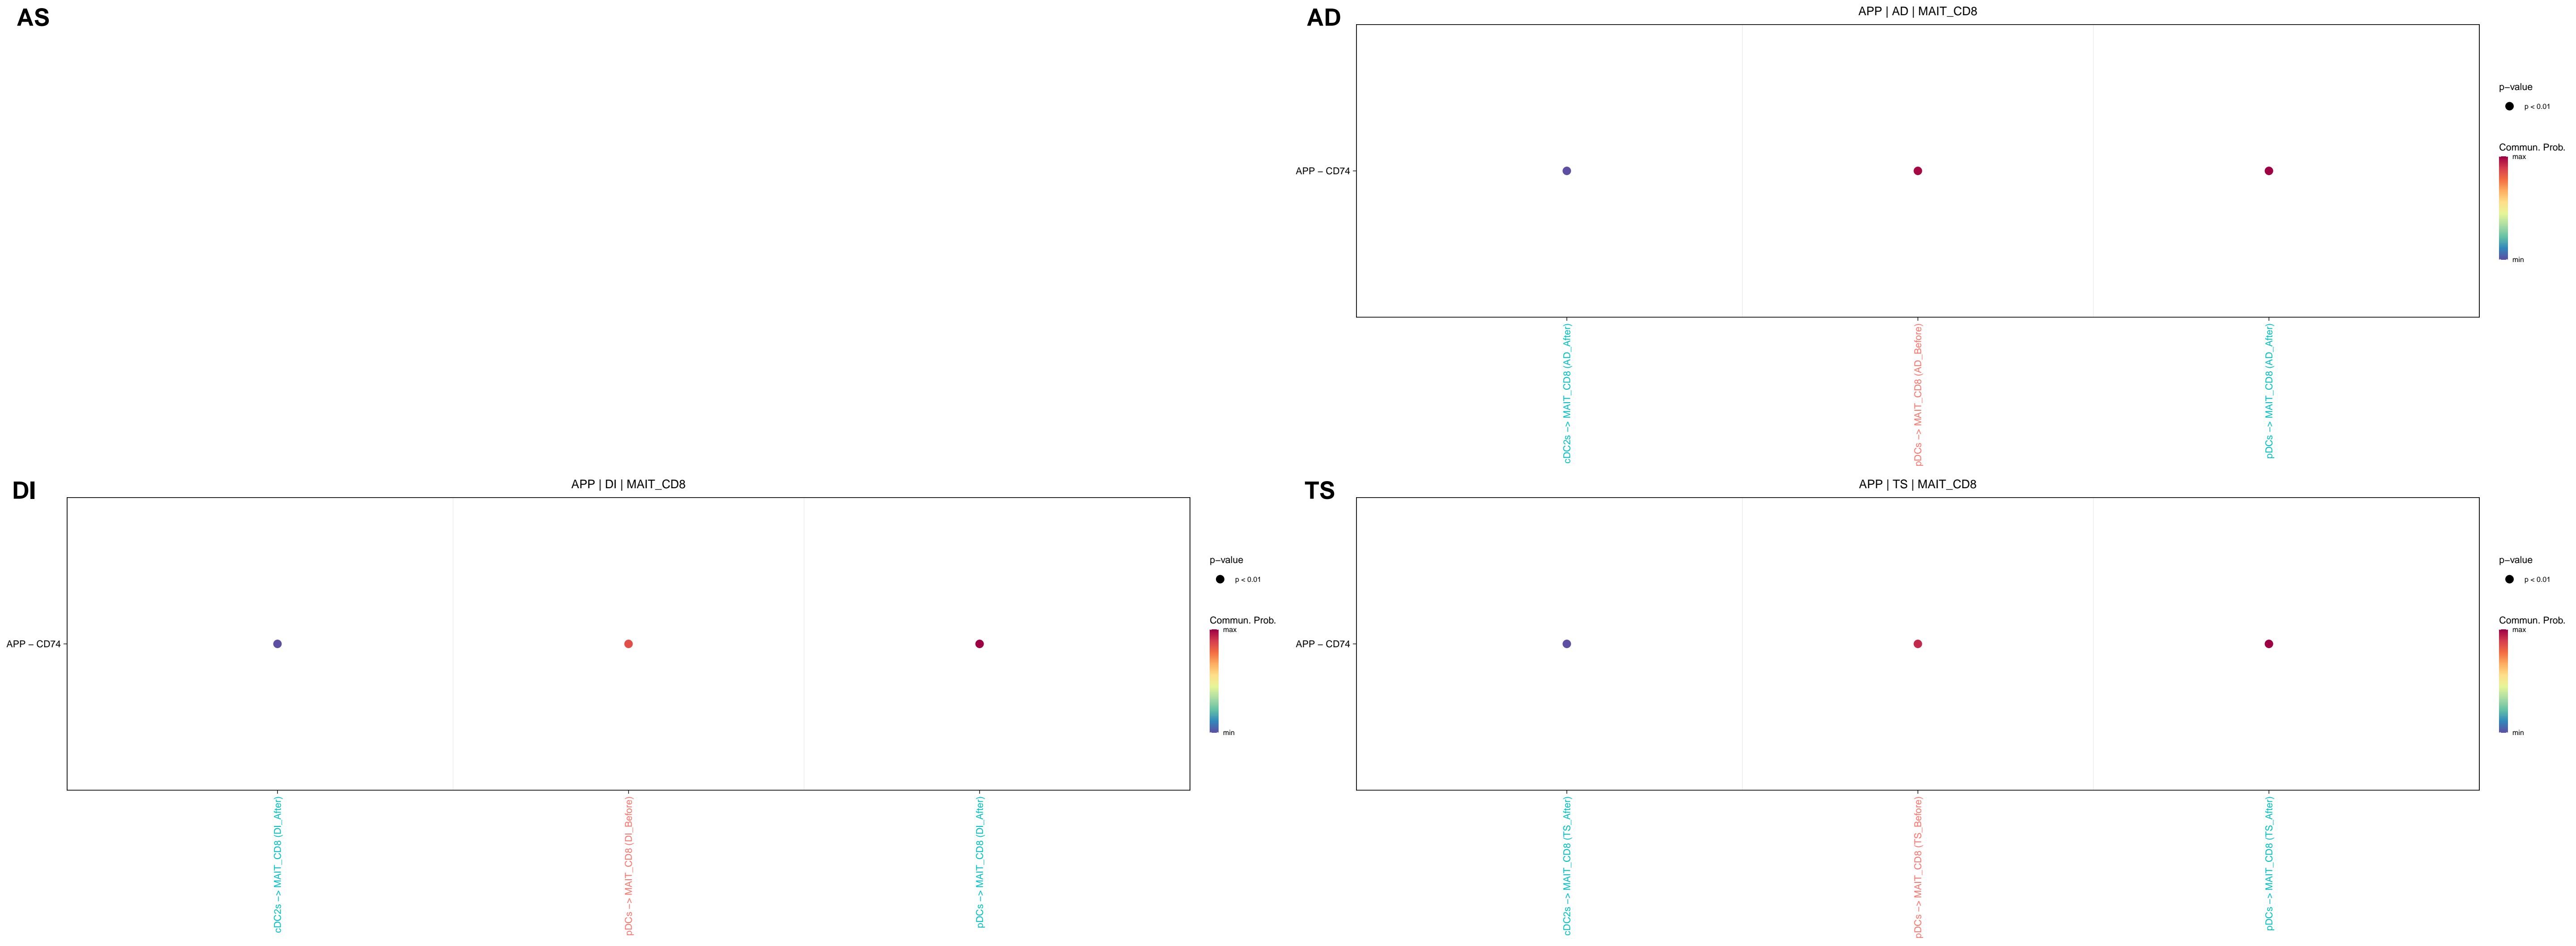 AS
AD
APP | AD | MAIT_CD8
APP – CD74
cDC2s –> MAIT_CD8 (AD_After)
pDCs –> MAIT_CD8 (AD_Before)
pDCs –> MAIT_CD8 (AD_After)
p–value
p < 0.01
Commun. Prob.
max
min
DI
APP | DI | MAIT_CD8
APP – CD74
cDC2s –> MAIT_CD8 (DI_After)
pDCs –> MAIT_CD8 (DI_Before)
pDCs –> MAIT_CD8 (DI_After)
p–value
p < 0.01
Commun. Prob.
max
min
TS
APP | TS | MAIT_CD8
APP – CD74
cDC2s –> MAIT_CD8 (TS_After)
pDCs –> MAIT_CD8 (TS_Before)
pDCs –> MAIT_CD8 (TS_After)
p–value
p < 0.01
Commun. Prob.
max
min